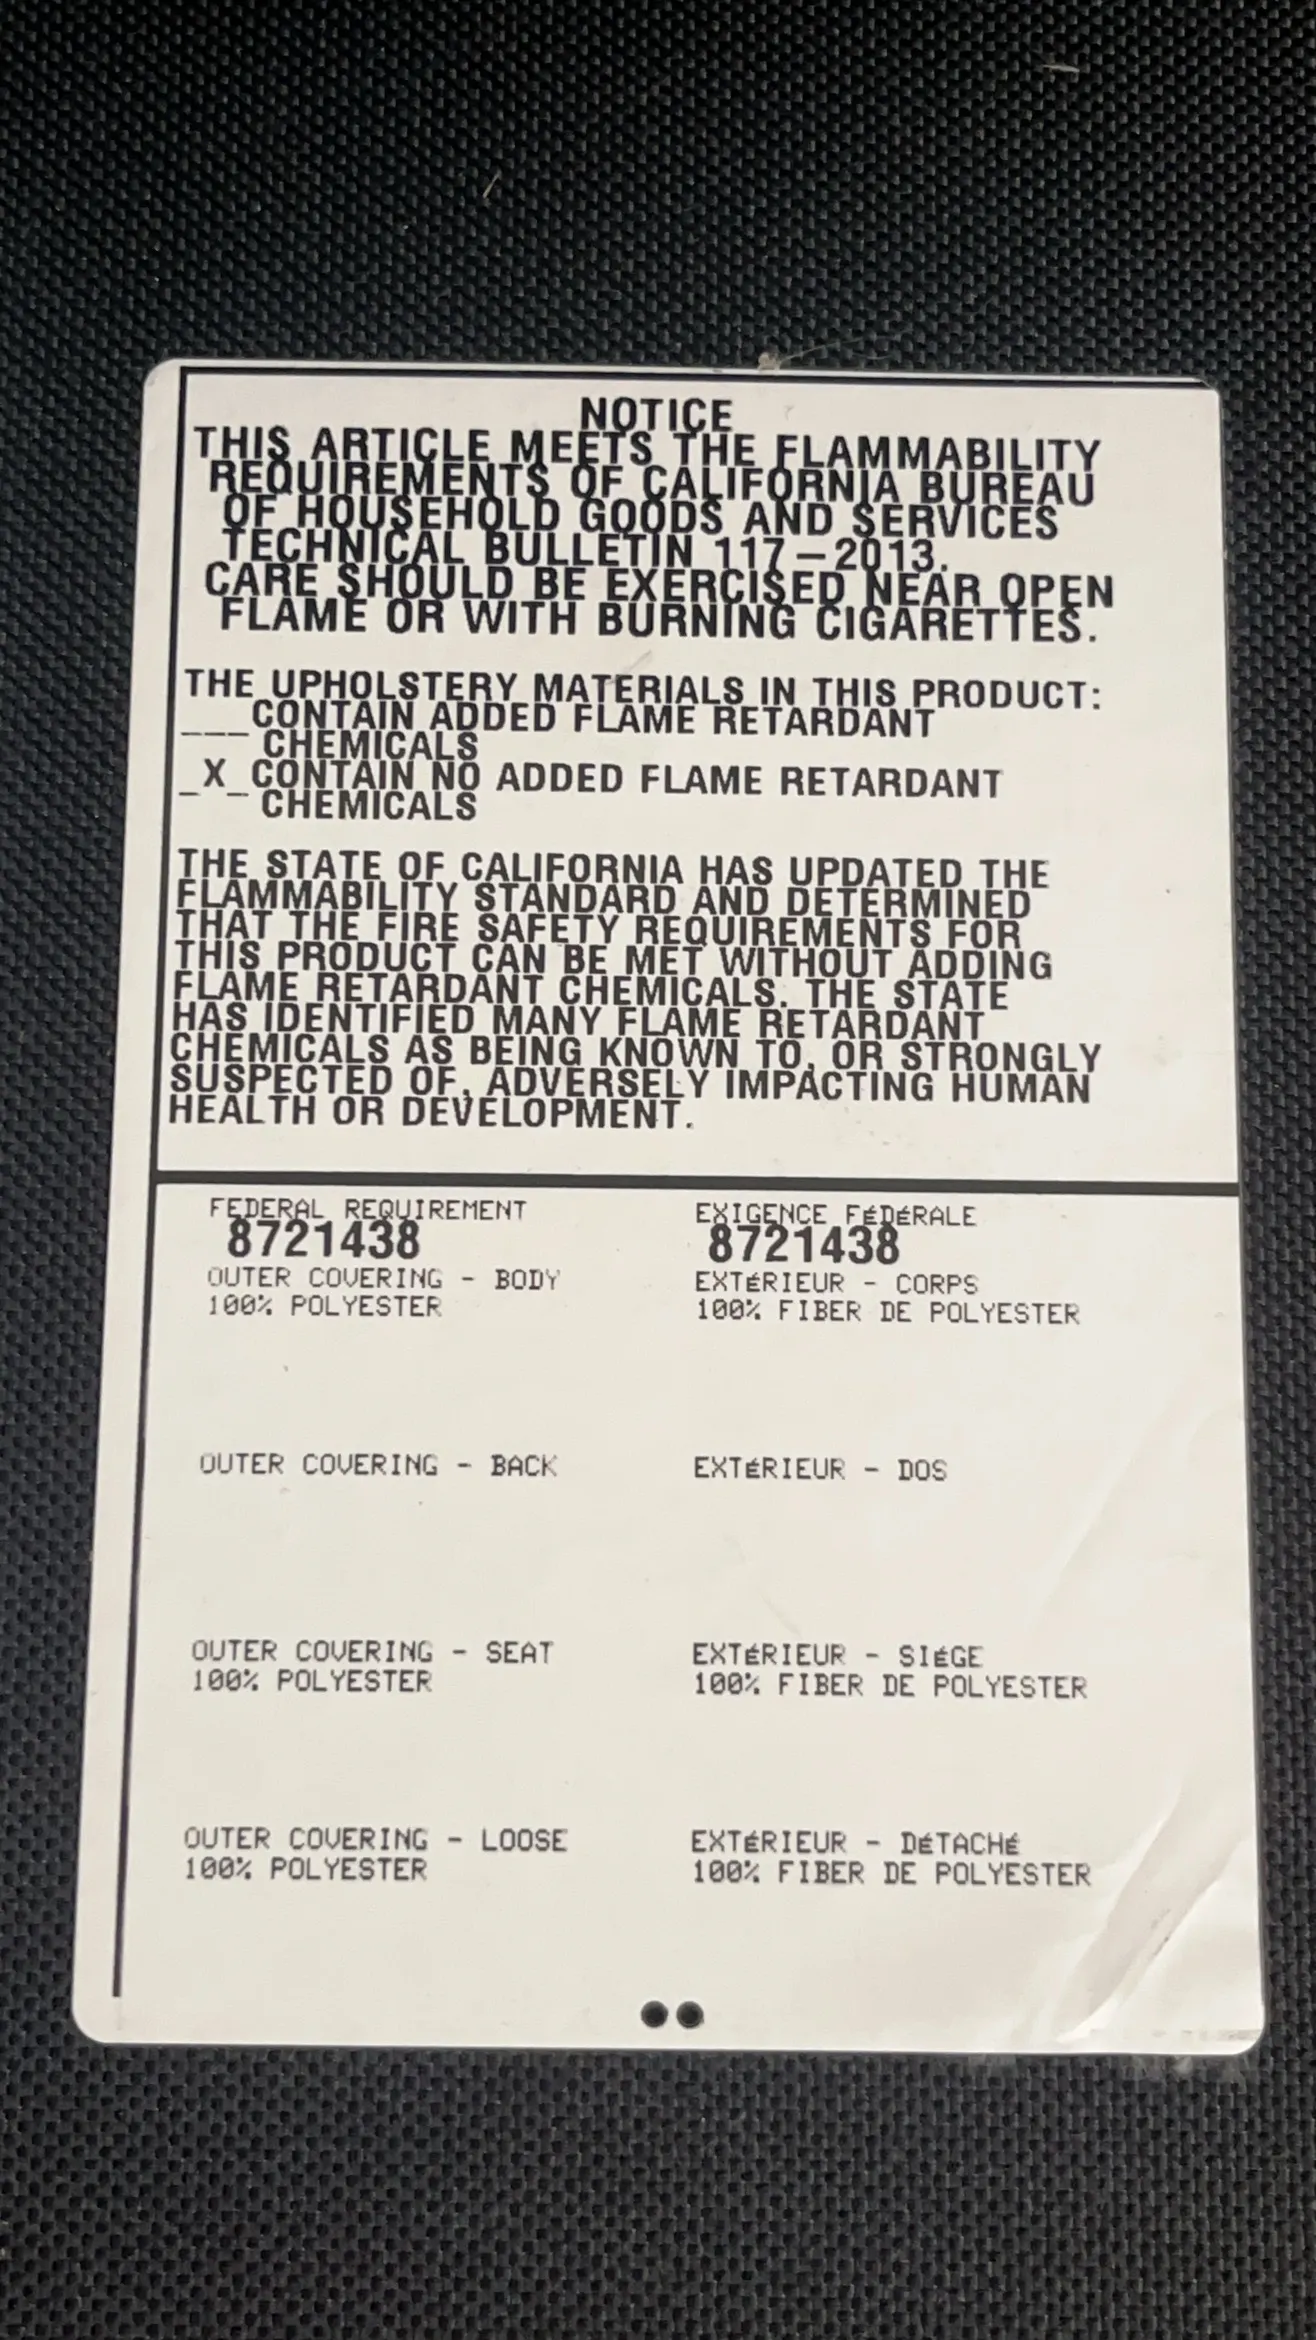 NOTICE
THIS ARTICLE MEETS THE FLAMMABILITY
REQUIREMENTS OF CALIFORNIA BUREAU
OF HOUSEHOLD GOODS AND SERVICES
TECHNICAL BULLETIN 117-2013.
CARE SHOULD BE EXERCISED NEAR OPEN
FLAME OR WITH BURNING CIGARETTES.
THE UPHOLSTERY MATERIALS IN THIS PRODUCT:
___ CONTAIN ADDED FLAME RETARDANT
CHEMICALS
_X_ CONTAIN NO ADDED FLAME RETARDANT
CHEMICALS
THE STATE OF CALIFORNIA HAS UPDATED THE
FLAMMABILITY STANDARD AND DETERMINED
THAT THE FIRE SAFETY REQUIREMENTS FOR
THIS PRODUCT CAN BE MET WITHOUT ADDING
FLAME RETARDANT CHEMICALS. THE STATE
HAS IDENTIFIED MANY FLAME RETARDANT
CHEMICALS AS BEING KNOWN TO, OR STRONGLY
SUSPECTED OF, ADVERSELY IMPACTING HUMAN
HEALTH OR DEVELOPMENT.
FEDERAL REQUIREMENT
8721438
OUTER COVERING - BODY
100% POLYESTER
OUTER COVERING - BACK
OUTER COVERING - SEAT
100% POLYESTER
OUTER COVERING - LOOSE
100% POLYESTER
EXIGENCE FÉDÉRALE
8721438
EXTÉRIEUR - CORPS
100% FIBER DE POLYESTER
EXTÉRIEUR - DOS
EXTÉRIEUR - SIÉGE
100% FIBER DE POLYESTER
EXTÉRIEUR - DÉTACHÉ
100% FIBER DE POLYESTER